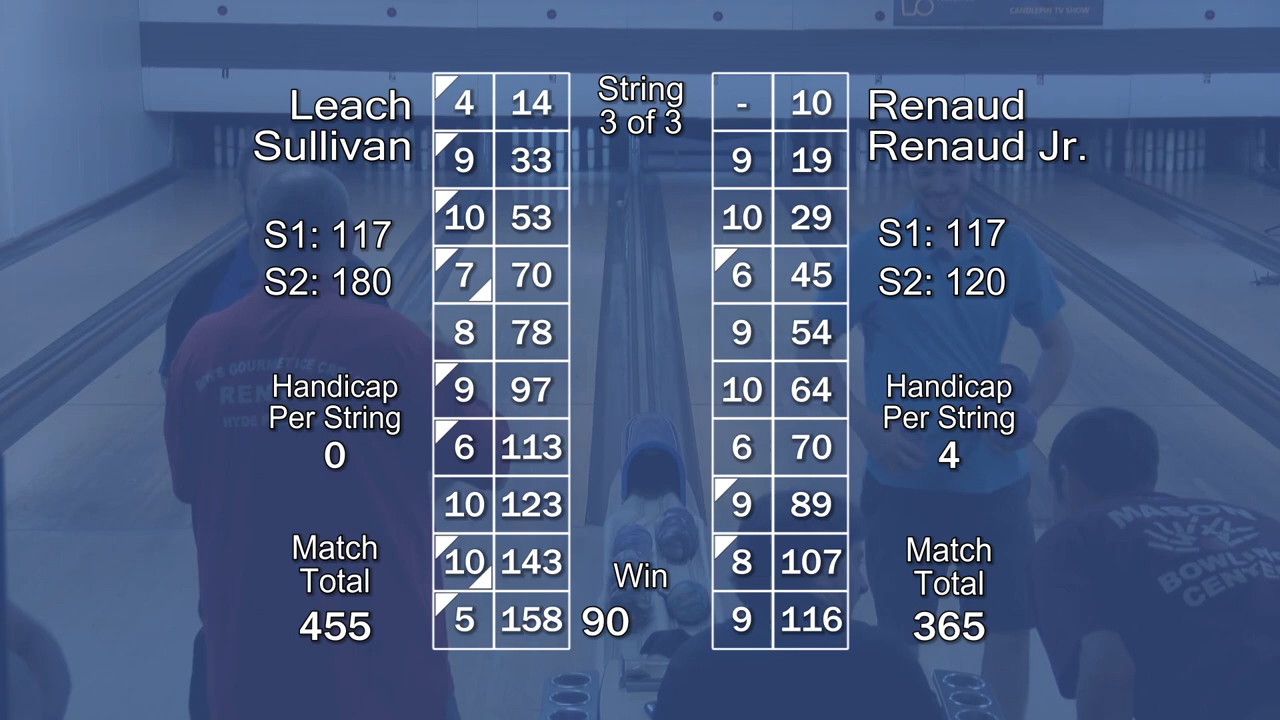 CANDLEPIN TV SHOW
Leach
Sullivan
S1: 117
S2: 180
Handicap
Per String
0
Match
Total
455
4 14
9 33
10 53
7 70
8 78
9 97
6 113
10 123
10 143
5 158
String
3 of 3
Win
90
- 10
9 19
10 29
6 45
9 54
10 64
6 70
9 89
8 107
9 116
Renaud
Renaud Jr.
S1: 117
S2: 120
Handicap
Per String
4
Match
Total
365
MASON
BOWLING